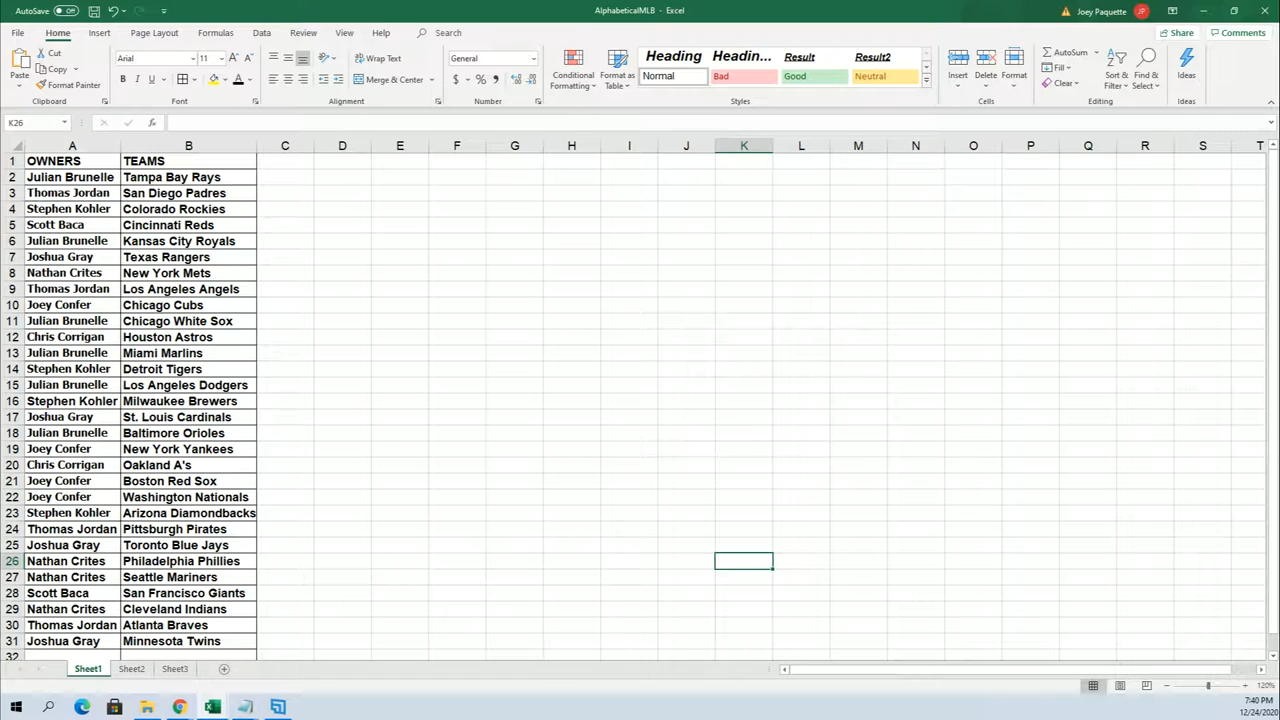 AutoSave Off AlphabeticalMLB - Excel Joey Paquette JP
File Home Insert Page Layout Formulas Data Review View Help Search Share Comments
Paste Cut Copy Format Painter Clipboard
Arial 11 A A B I U A Font
Wrap Text Merge & Center Alignment
General $ % , Number
Conditional Formatting Format as Table
Heading Headin... Result Result2
Normal Bad Good Neutral
Styles
Insert Delete Format Cells
AutoSum Fill Clear Sort & Filter Find & Select Editing
Ideas Ideas
K26 fx
A B C D E F G H I J K L M N O P Q R S T
1 OWNERS TEAMS
2 Julian Brunelle Tampa Bay Rays
3 Thomas Jordan San Diego Padres
4 Stephen Kohler Colorado Rockies
5 Scott Baca Cincinnati Reds
6 Julian Brunelle Kansas City Royals
7 Joshua Gray Texas Rangers
8 Nathan Crites New York Mets
9 Thomas Jordan Los Angeles Angels
10 Joey Confer Chicago Cubs
11 Julian Brunelle Chicago White Sox
12 Chris Corrigan Houston Astros
13 Julian Brunelle Miami Marlins
14 Stephen Kohler Detroit Tigers
15 Julian Brunelle Los Angeles Dodgers
16 Stephen Kohler Milwaukee Brewers
17 Joshua Gray St. Louis Cardinals
18 Julian Brunelle Baltimore Orioles
19 Joey Confer New York Yankees
20 Chris Corrigan Oakland A's
21 Joey Confer Boston Red Sox
22 Joey Confer Washington Nationals
23 Stephen Kohler Arizona Diamondbacks
24 Thomas Jordan Pittsburgh Pirates
25 Joshua Gray Toronto Blue Jays
26 Nathan Crites Philadelphia Phillies
27 Nathan Crites Seattle Mariners
28 Scott Baca San Francisco Giants
29 Nathan Crites Cleveland Indians
30 Thomas Jordan Atlanta Braves
31 Joshua Gray Minnesota Twins
32
Sheet1 Sheet2 Sheet3
120%
7:40 PM
12/24/2020